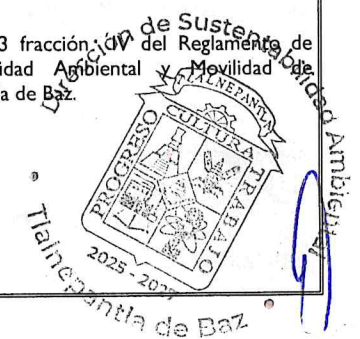 3 fracción IV del Reglamento de
idad Ambiental y Movilidad de
a de Baz.
Dirección de Sustentabilidad Ambiental
TLALNEPANTLA
CULTURA
PROGRESO
TRABAJO
2025 - 2027
Tlalnepantla de Baz